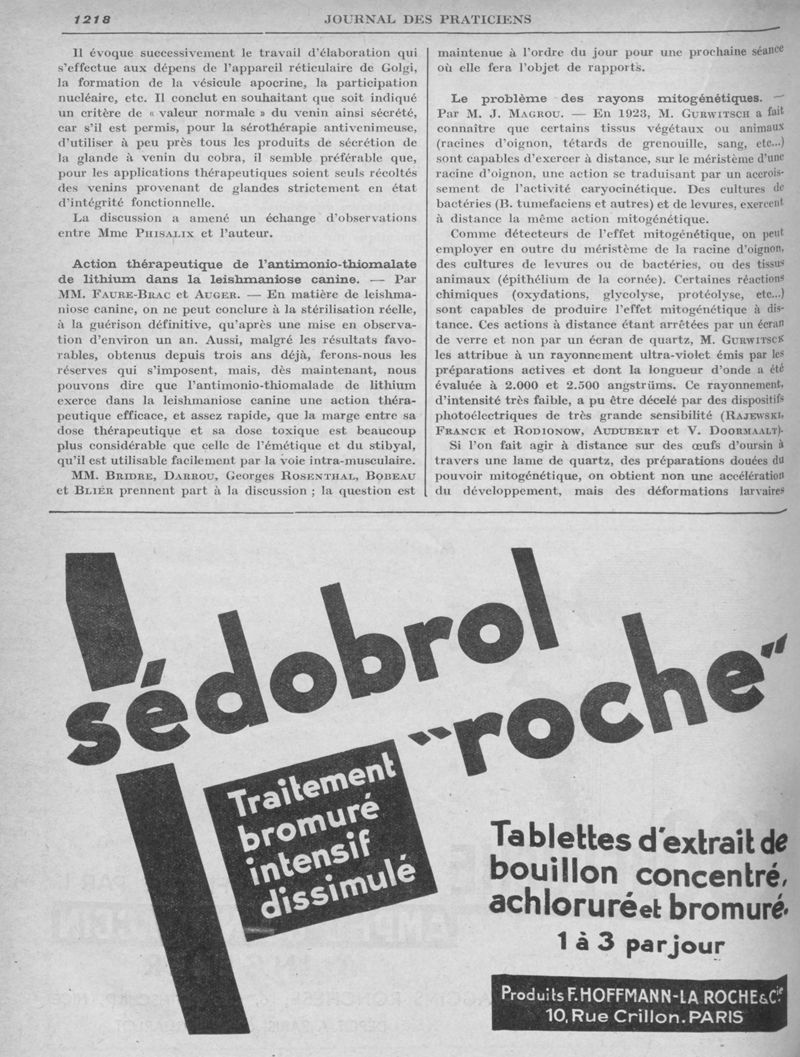 1218
JOURNAL DES PRATICIENS
Il évoque successivement le travail d'élaboration qui
s'effectue aux dépens de l'appareil réticulaire de Golgi,
la formation de la vésicule apocrine, la participation
nucléaire, etc. Il conclut en souhaitant que soit indiqué
un critère de « valeur normale » du venin ainsi sécrété,
car s'il est permis, pour la sérothérapie antivenimeuse,
d'utiliser à peu près tous les produits de sécrétion de
la glande à venin du cobra, il semble préférable que,
pour les applications thérapeutiques soient seuls récoltés
des venins provenant de glandes strictement en état
d'intégrité fonctionnelle.
La discussion a amené un échange d'observations
entre Mme PHISALIX et l'auteur.
Action thérapeutique de l'antimonio-thiomalate
de lithium dans la leishmaniose canine. — Par
MM. FAURE-BRAC et AUGER. — En matière de leishma-
niose canine, on ne peut conclure à la stérilisation réelle,
à la guérison définitive, qu'après une mise en observa-
tion d'environ un an. Aussi, malgré les résultats favo-
rables, obtenus depuis trois ans déjà, ferons-nous les
réserves qui s'imposent, mais, dès maintenant, nous
pouvons dire que l'antimonio-thiomalade de lithium
exerce dans la leishmaniose canine une action théra-
peutique efficace, et assez rapide, que la marge entre sa
dose thérapeutique et sa dose toxique est beaucoup
plus considérable que celle de l'émétique et du stibyal,
qu'il est utilisable facilement par la voie intra-musculaire.
MM. BRIDRE, DARROU, Georges ROSENTHAL, BOBEAU
et BLIER prennent part à la discussion ; la question est
maintenue à l'ordre du jour pour une prochaine séance
où elle fera l'objet de rapports.
Le problème des rayons mitogénétiques. —
Par M. J. MAGROU. — En 1923, M. GURWITSCH a fait
connaître que certains tissus végétaux ou animaux
(racines d'oignon, tétards de grenouille, sang, etc...)
sont capables d'exercer à distance, sur le méristème d'une
racine d'oignon, une action se traduisant par un accrois-
sement de l'activité caryocinétique. Des cultures de
bactéries (B. tumefaciens et autres) et de levures, exercent
à distance la même action mitogénétique.
Comme détecteurs de l'effet mitogénétique, on peut
employer en outre du méristème de la racine d'oignon,
des cultures de levures ou de bactéries, ou des tissus
animaux (épithélium de la cornée). Certaines réactions
chimiques (oxydations, glycolyse, protéolyse, etc...)
sont capables de produire l'effet mitogénétique à dis-
tance. Ces actions à distance étant arrêtées par un écran
de verre et non par un écran de quartz, M. GURWITSCK
les attribue à un rayonnement ultra-violet émis par les
préparations actives et dont la longueur d'onde a été
évaluée à 2.000 et 2.500 angströms. Ce rayonnement,
d'intensité très faible, a pu être décelé par des dispositifs
photoélectriques de très grande sensibilité (RAJEWSKI,
FRANCK et RODIONOW, AUDUBERT et V. DOORMAALT).
Si l'on fait agir à distance sur des œufs d'oursin à
travers une lame de quartz, des préparations douées du
pouvoir mitogénétique, on obtient non une accélération
du développement, mais des déformations larvaires
sédobrol
"roche"
Traitement
bromuré
intensif
dissimulé
Tablettes d'extrait de
bouillon concentré,
achloruré et bromuré.
1 à 3 par jour
Produits F. HOFFMANN-LA ROCHE & Cie
10, Rue Crillon. PARIS